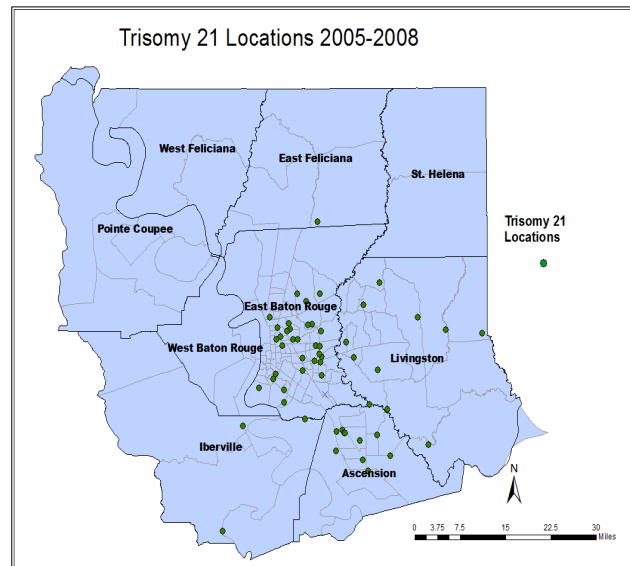 Trisomy 21 Locations 2005-2008
West Feliciana
East Feliciana
St. Helena
Pointe Coupee
Trisomy 21
Locations
East Baton Rouge
West Baton Rouge
Livingston
Iberville
Ascension
N
0 3.75 7.5 15 22.5 30
Miles